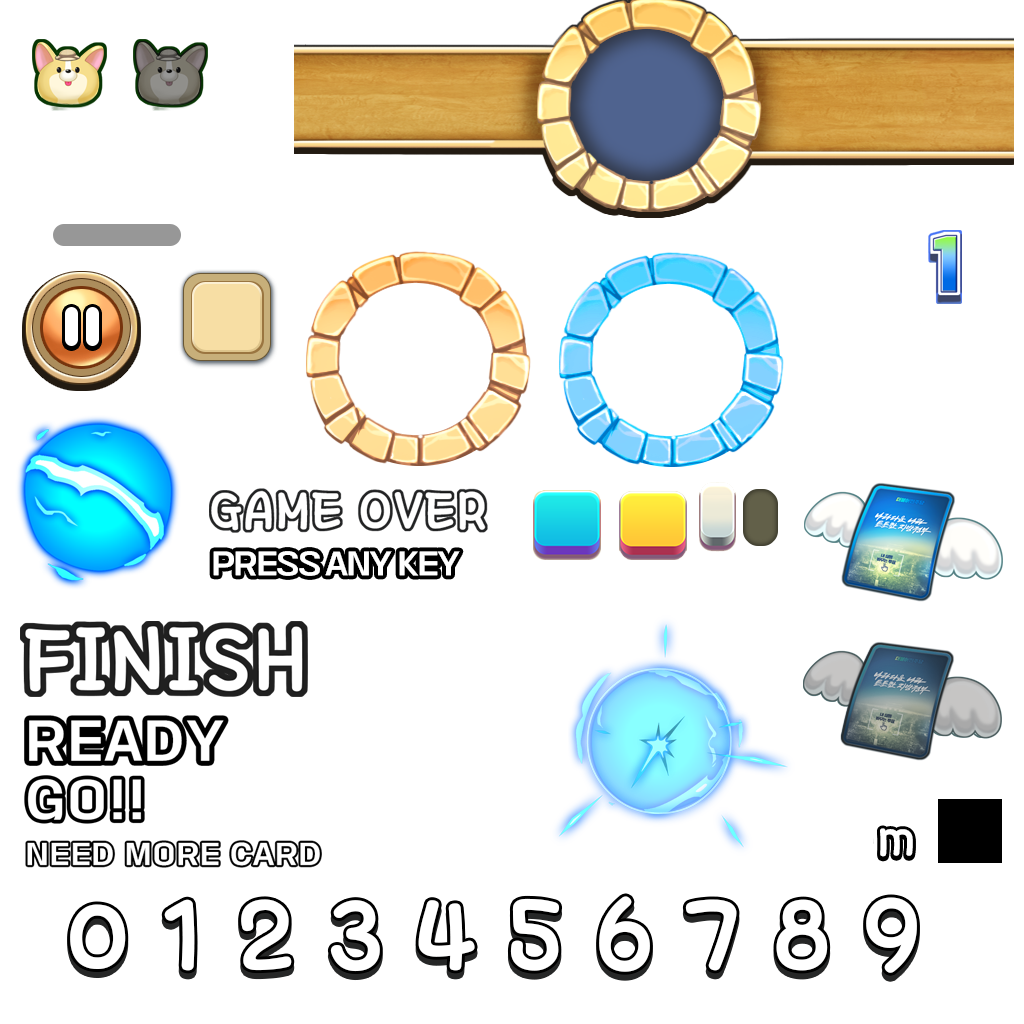 1
GAME OVER
PRESS ANY KEY
FINISH
READY
GO!!
NEED MORE CARD
m
0 1 2 3 4 5 6 7 8 9